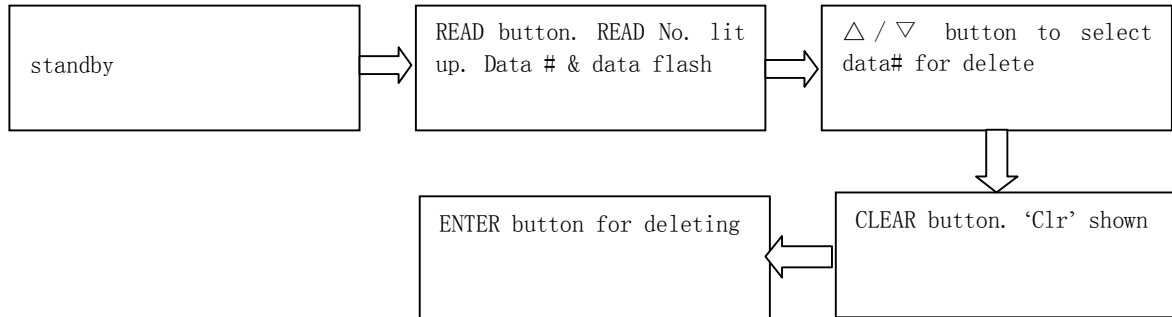 standby
READ button. READ No. lit
up. Data # & data flash
△/▽ button to select
data# for delete
CLEAR button. ‘Clr’ shown
ENTER button for deleting